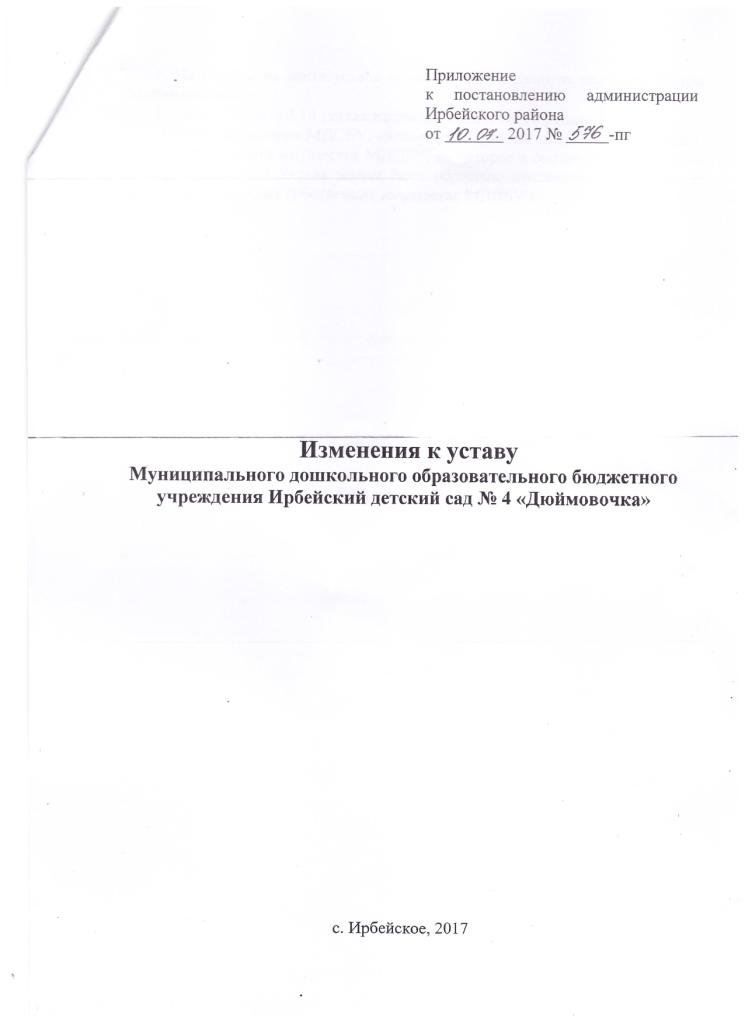 Приложение
к постановлению администрации
Ирбейского района
от 10.07. 2017 № 576-пг
Изменения к уставу
Муниципального дошкольного образовательного бюджетного
учреждения Ирбейский детский сад № 4 «Дюймовочка»
с. Ирбейское, 2017